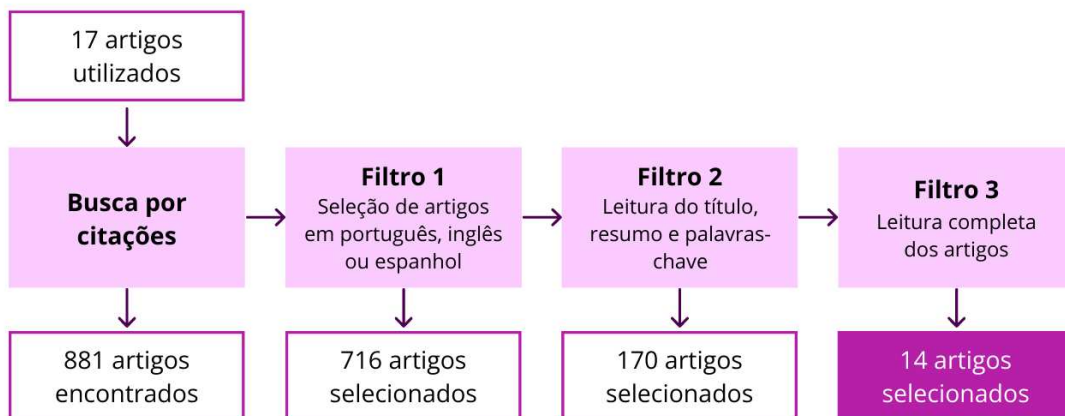 17 artigos
utilizados
Busca por
citações
Filtro 1
Seleção de artigos
em português, inglês
ou espanhol
Filtro 2
Leitura do título,
resumo e palavras-
chave
Filtro 3
Leitura completa
dos artigos
881 artigos
encontrados
716 artigos
selecionados
170 artigos
selecionados
14 artigos
selecionados